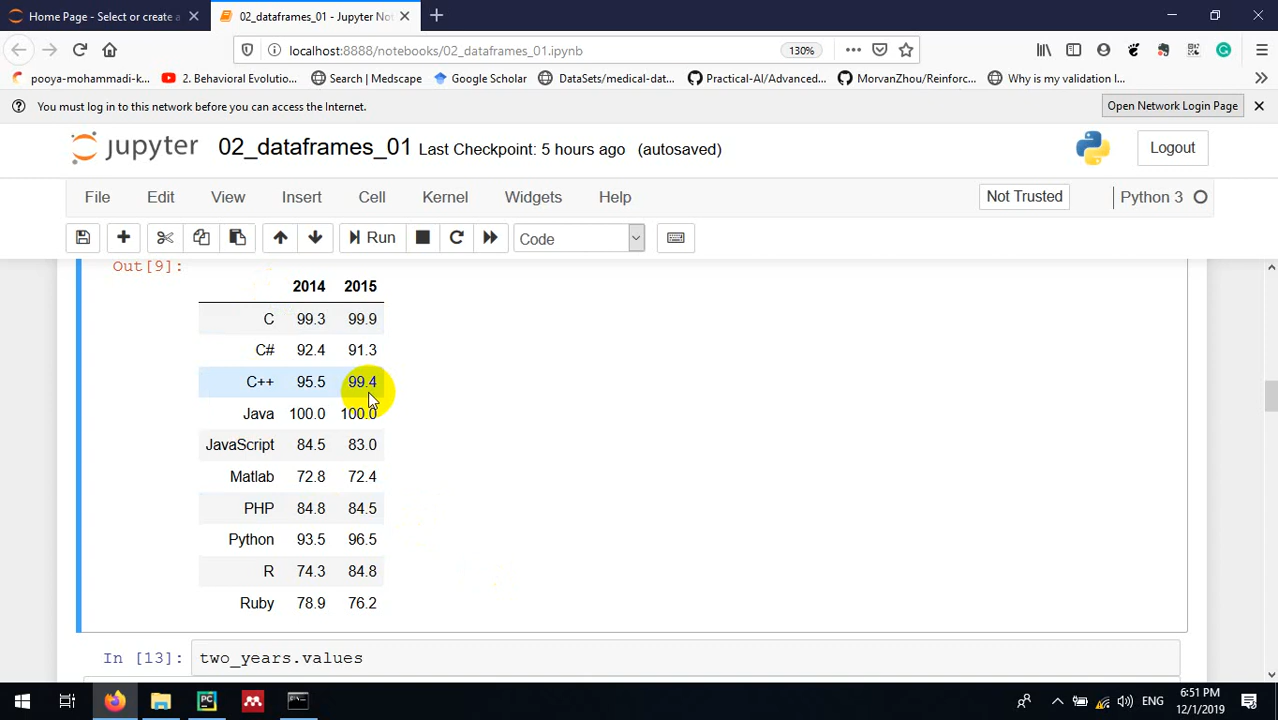 Home Page - Select or create a
02_dataframes_01 - Jupyter Not
localhost:8888/notebooks/02_dataframes_01.ipynb
130%
pooya-mohammadi-k...
2. Behavioral Evolutio...
Search | Medscape
Google Scholar
DataSets/medical-dat...
Practical-AI/Advanced...
MorvanZhou/Reinforc...
Why is my validation l...
You must log in to this network before you can access the Internet.
Open Network Login Page
jupyter
02_dataframes_01 Last Checkpoint: 5 hours ago (autosaved)
Logout
File Edit View Insert Cell Kernel Widgets Help
Not Trusted
Python 3
Run
Code
Out[9]:
2014 2015
C 99.3 99.9
C# 92.4 91.3
C++ 95.5 99.4
Java 100.0 100.0
JavaScript 84.5 83.0
Matlab 72.8 72.4
PHP 84.8 84.5
Python 93.5 96.5
R 74.3 84.8
Ruby 78.9 76.2
In [13]: two_years.values
PC
ENG
6:51 PM
12/1/2019